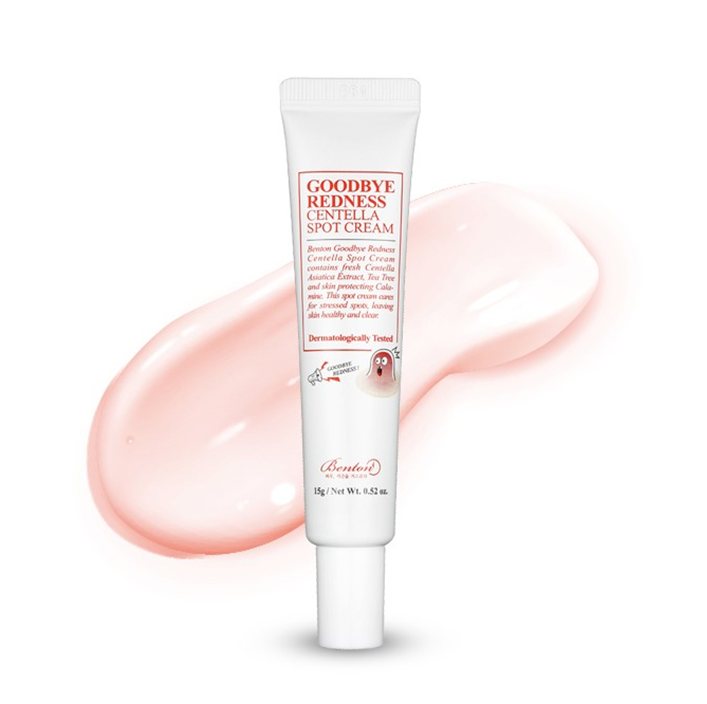 GOODBYE
REDNESS
CENTELLA
SPOT CREAM
Benton Goodbye Redness
Centella Spot Cream
contains fresh Centella
Asiatica Extract, Tea Tree
and skin protecting Cala-
mine. This spot cream cares
for stressed spots, leaving
skin healthy and clear.
Dermatologically Tested
GOODBYE
REDNESS!
Benton
15g / Net Wt. 0.52 oz.